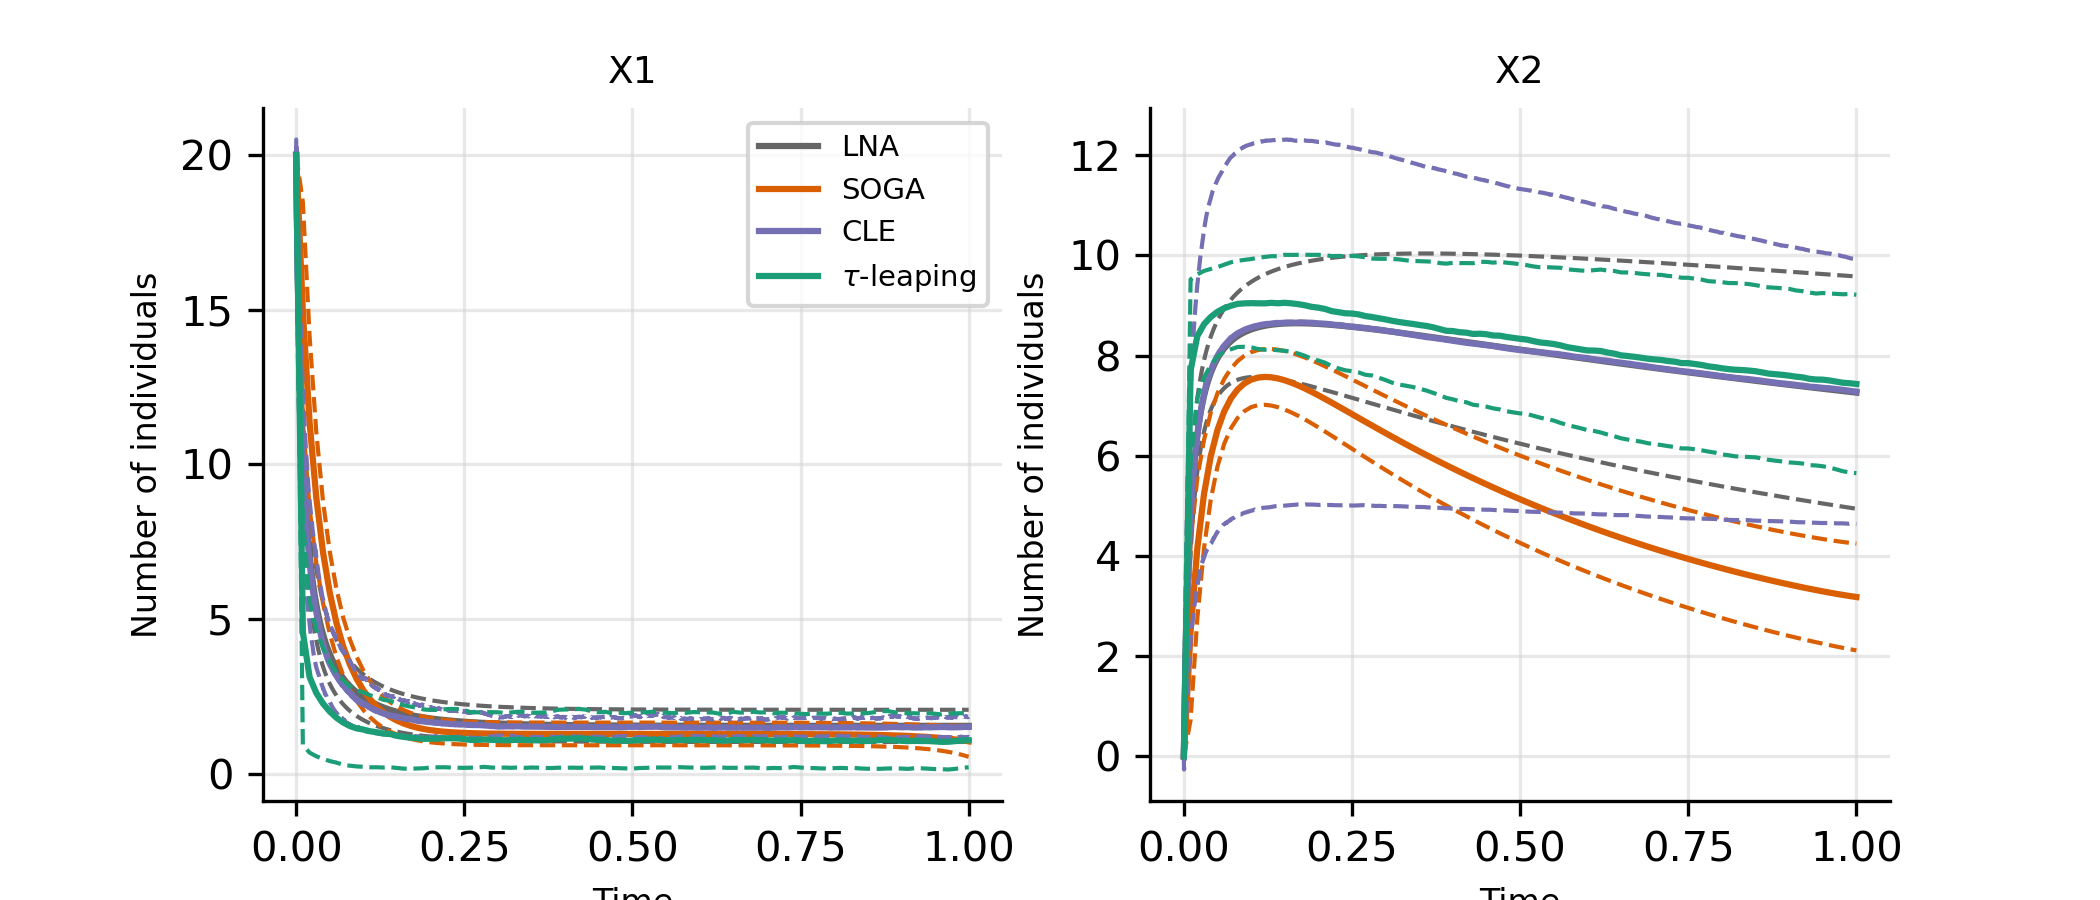 X1
X2
LNA
SOGA
CLE
τ-leaping
Number of individuals
20
15
10
5
0
0.00 0.25 0.50 0.75 1.00
Time
Number of individuals
12
10
8
6
4
2
0
0.00 0.25 0.50 0.75 1.00
Time